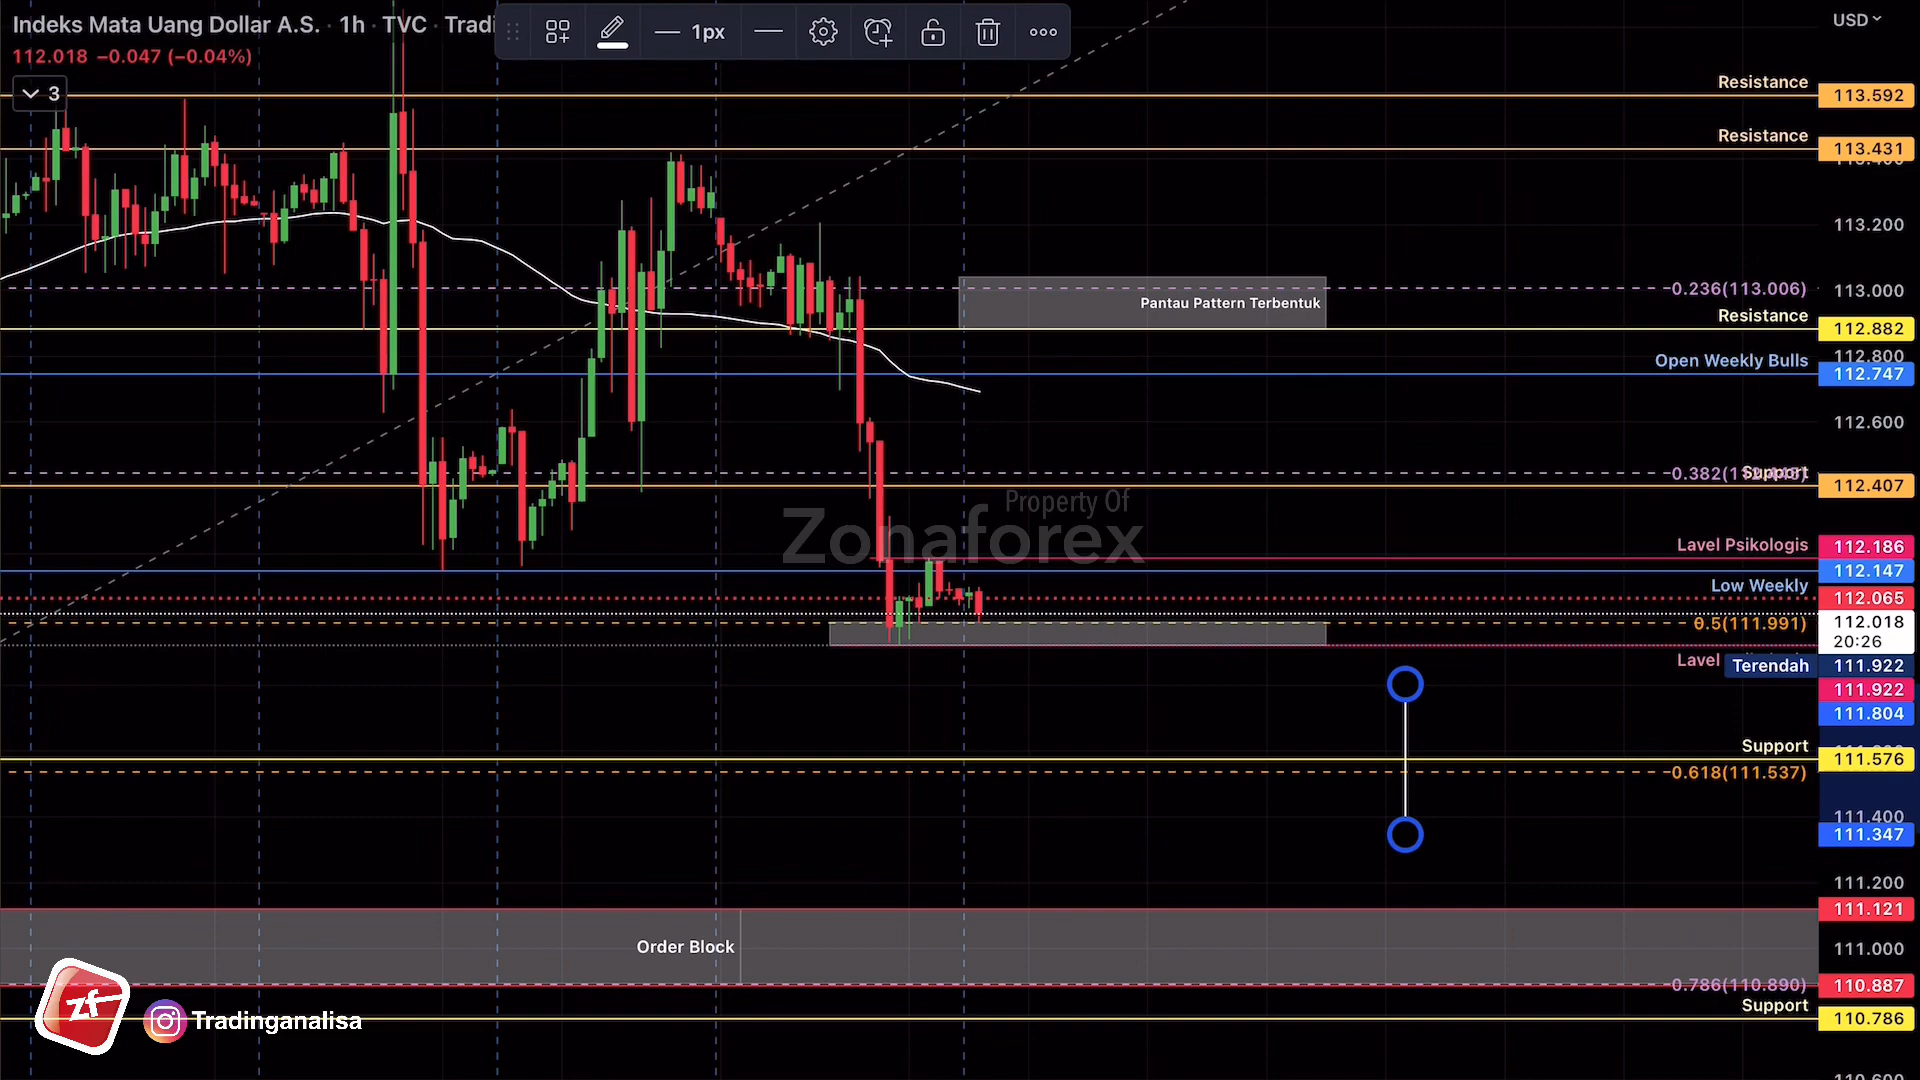 Indeks Mata Uang Dollar A.S. · 1h · TVC · Tradi
1px
USD
112.018 −0.047 (−0.04%)
3
Resistance
113.592
Resistance
113.431
113.200
0.236(113.006)
113.000
Pantau Pattern Terbentuk
Resistance
112.882
112.800
Open Weekly Bulls
112.747
112.600
0.382(1
Support
112.407
Property Of
Zonaforex
Lavel Psikologis
112.186
112.147
Low Weekly
112.065
0.5(111.991)
112.018
20:26
Lavel
Terendah
111.922
111.922
111.804
Support
111.576
0.618(111.537)
111.400
111.347
111.200
111.121
Order Block
111.000
0.786(110.890)
110.887
Support
110.786
zf
Tradinganalisa